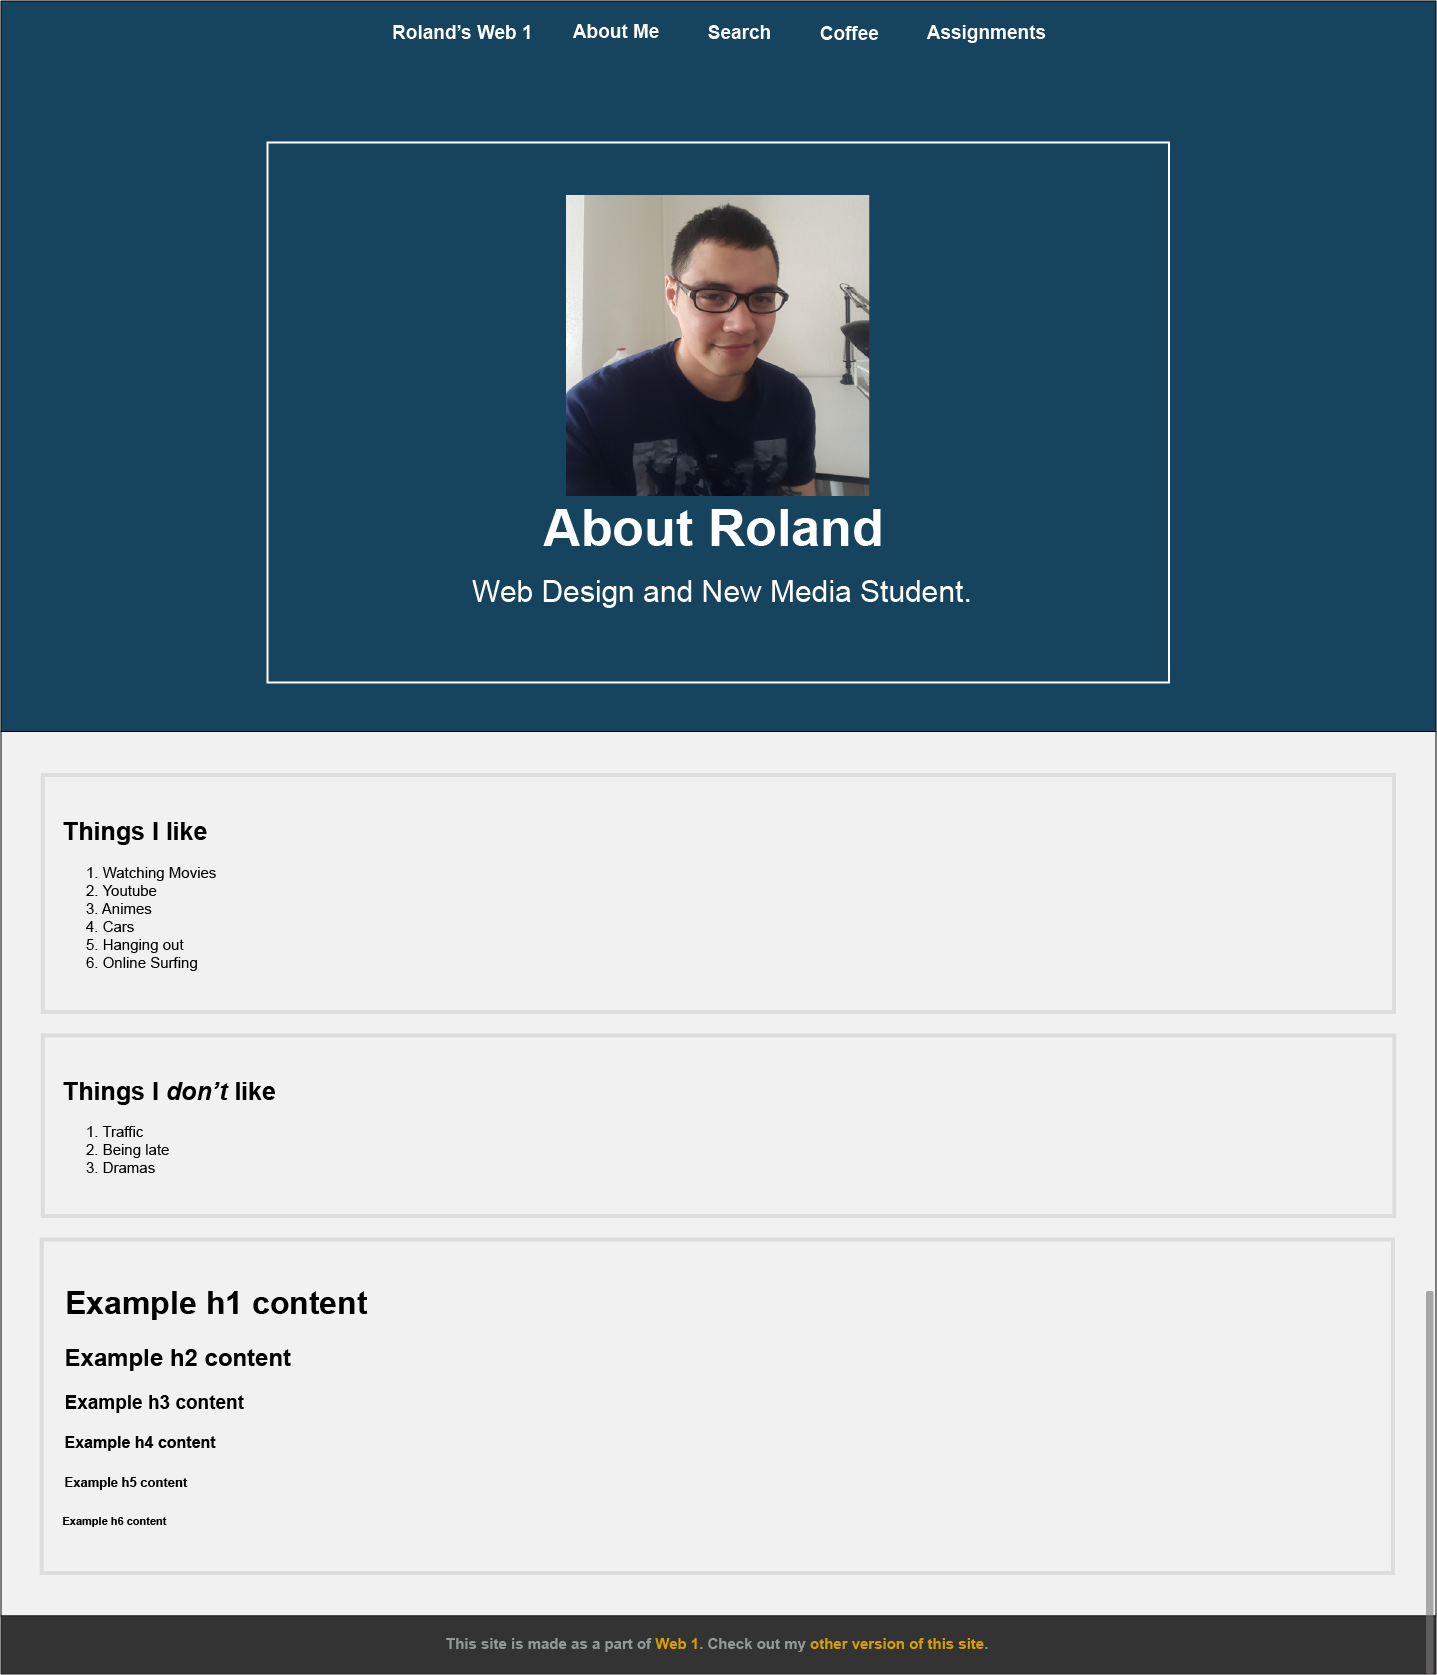 Roland’s Web 1 About Me Search Coffee Assignments
About Roland
Web Design and New Media Student.
Things I like
1. Watching Movies
2. Youtube
3. Animes
4. Cars
5. Hanging out
6. Online Surfing
Things I don’t like
1. Traffic
2. Being late
3. Dramas
Example h1 content
Example h2 content
Example h3 content
Example h4 content
Example h5 content
Example h6 content
This site is made as a part of Web 1. Check out my other version of this site.